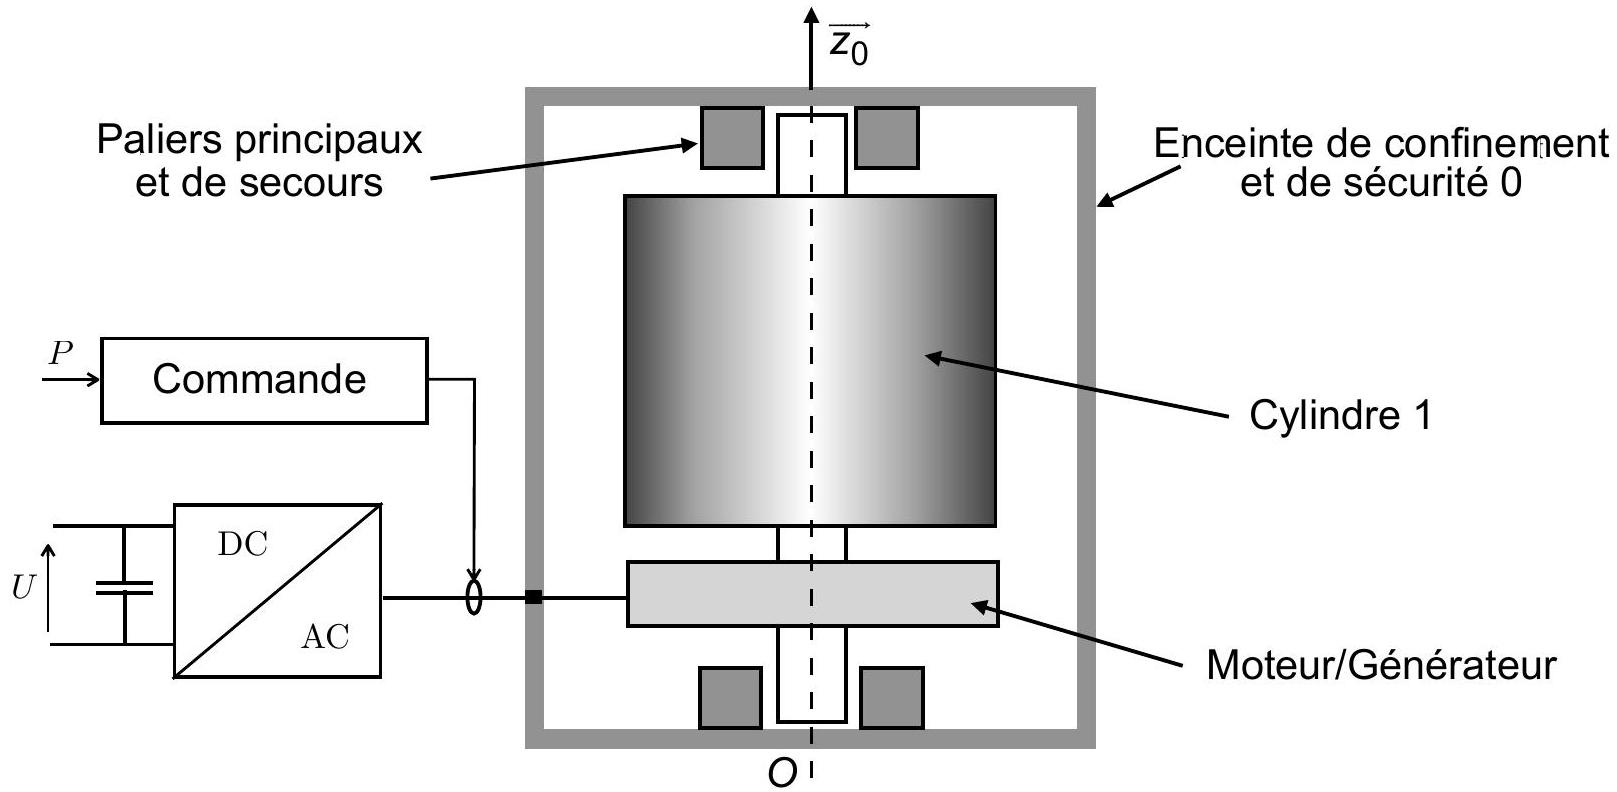 z₀
Paliers principaux
et de secours
Enceinte de confinement
et de sécurité 0
P
Commande
Cylindre 1
U
DC
AC
Moteur/Générateur
O